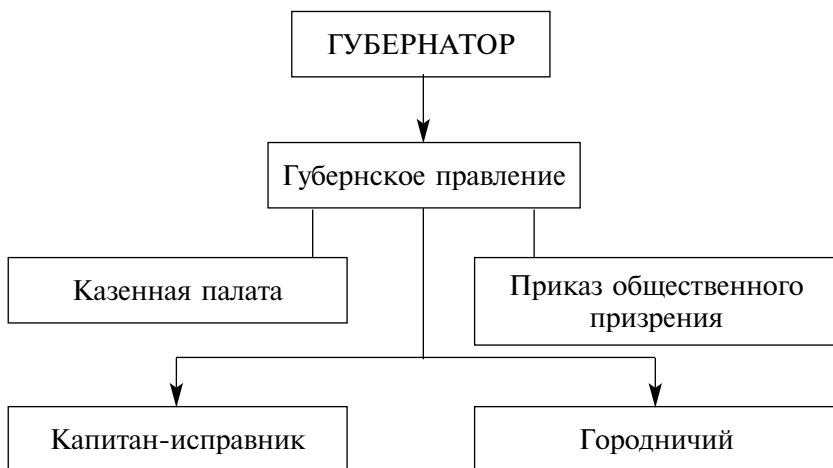 ГУБЕРНАТОР
Губернское правление
Казенная палата
Приказ общественного
призрения
Капитан-исправник
Городничий